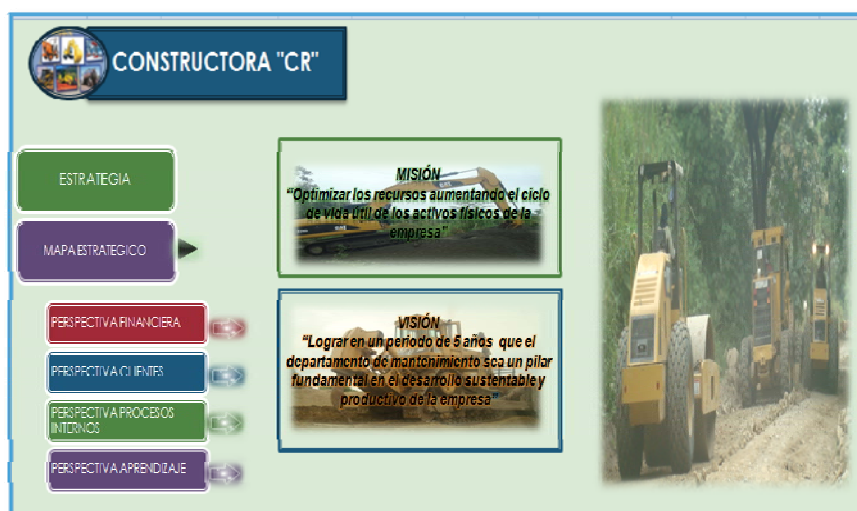 CONSTRUCTORA "CR"
ESTRATEGIA
MAPA ESTRATEGICO
PERSPECTIVA FINANCIERA
PERSPECTIVA CLIENTES
PERSPECTIVA PROCESOS
INTERNOS
PERSPECTIVA APRENDIZAJE
MISIÓN
"Optimizar los recursos aumentando el ciclo
de vida útil de los activos físicos de la
empresa"
VISIÓN
"Lograr en un periodo de 5 años que el
departamento de mantenimiento sea un pilar
fundamental en el desarrollo sustentable y
productivo de la empresa"